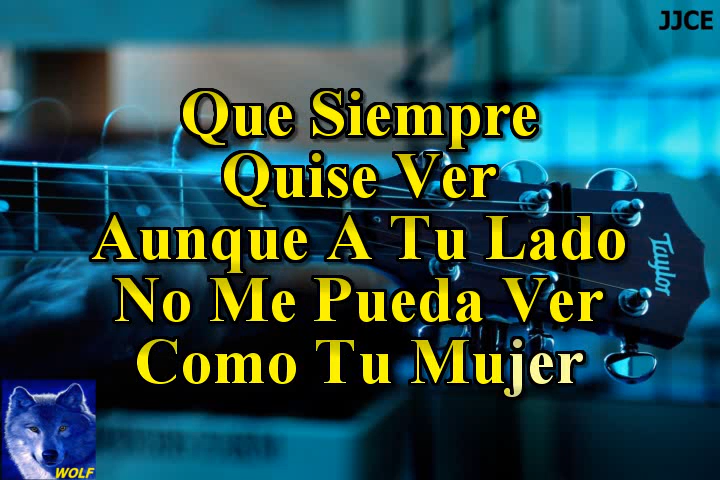 JJCE
Que Siempre
Quise Ver
Aunque A Tu Lado
No Me Pueda Ver
Como Tu Mujer
Taylor
WOLF